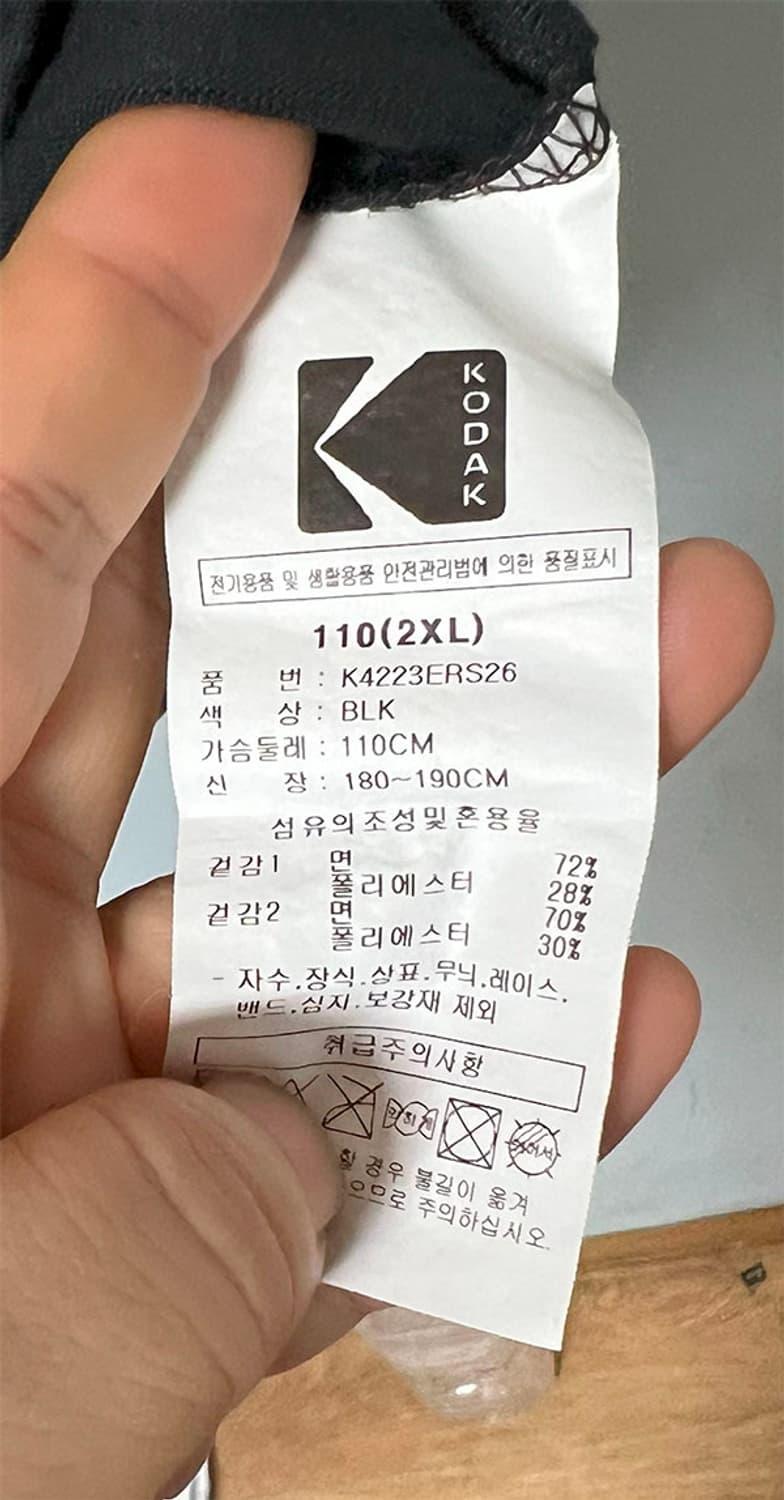 KODAK
전기용품 및 생활용품 안전관리법에 의한 품질표시
110(2XL)
품 번 : K4223ERS26
색 상 : BLK
가슴둘레 : 110CM
신 장 : 180~190CM
섬유의조성및혼용율
겉감1 면 72%
폴리에스터 28%
겉감2 면 70%
폴리에스터 30%
- 자수.장식.상표.무늬.레이스.
밴드.심지.보강재 제외
취급주의사항
약하게
할 경우 불길이 옮겨
으므로 주의하십시오.